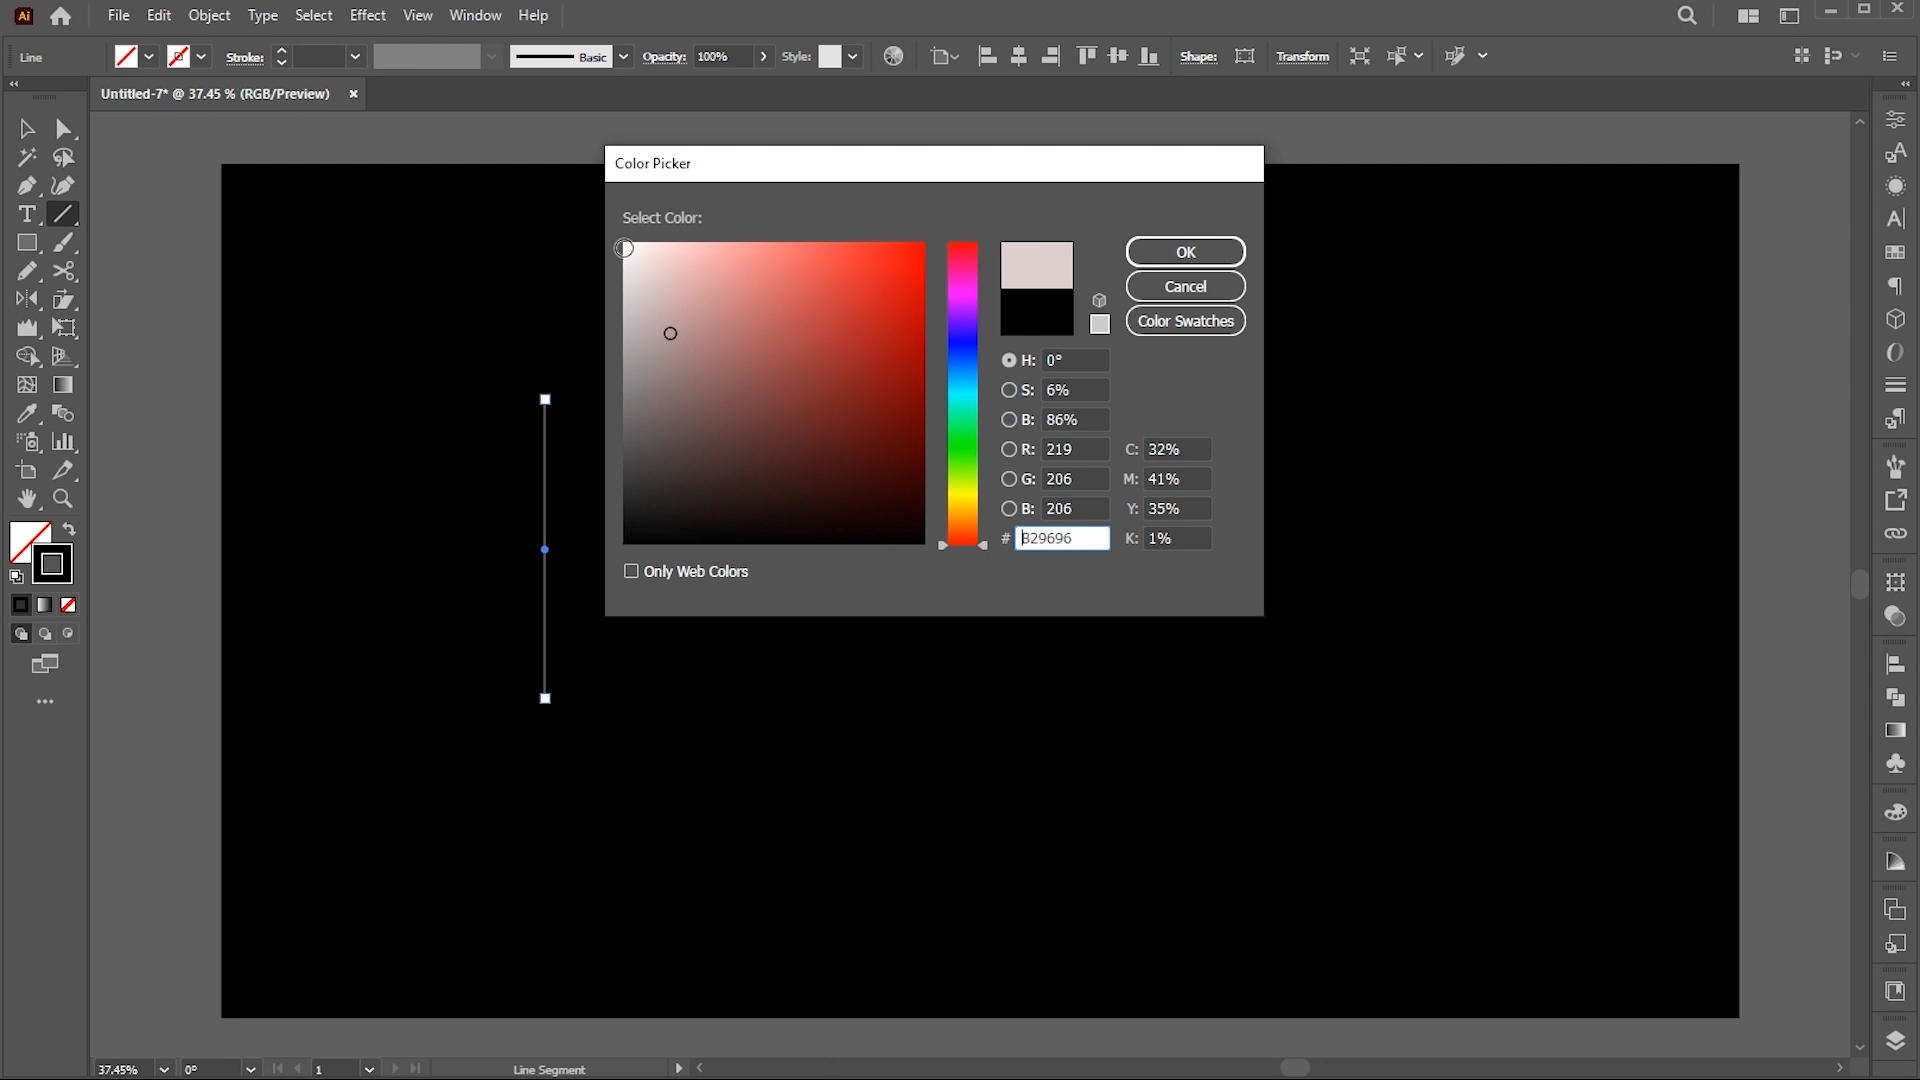 Ai File Edit Object Type Select Effect View Window Help
Line Stroke: Basic Opacity: 100% Style: Shape: Transform
Untitled-7* @ 37.45 % (RGB/Preview)
Color Picker
Select Color:
OK
Cancel
Color Swatches
H: 0°
S: 6%
B: 86%
R: 219 C: 32%
G: 206 M: 41%
B: 206 Y: 35%
# B29696 K: 1%
Only Web Colors
37.45% 0° 1 Line Segment